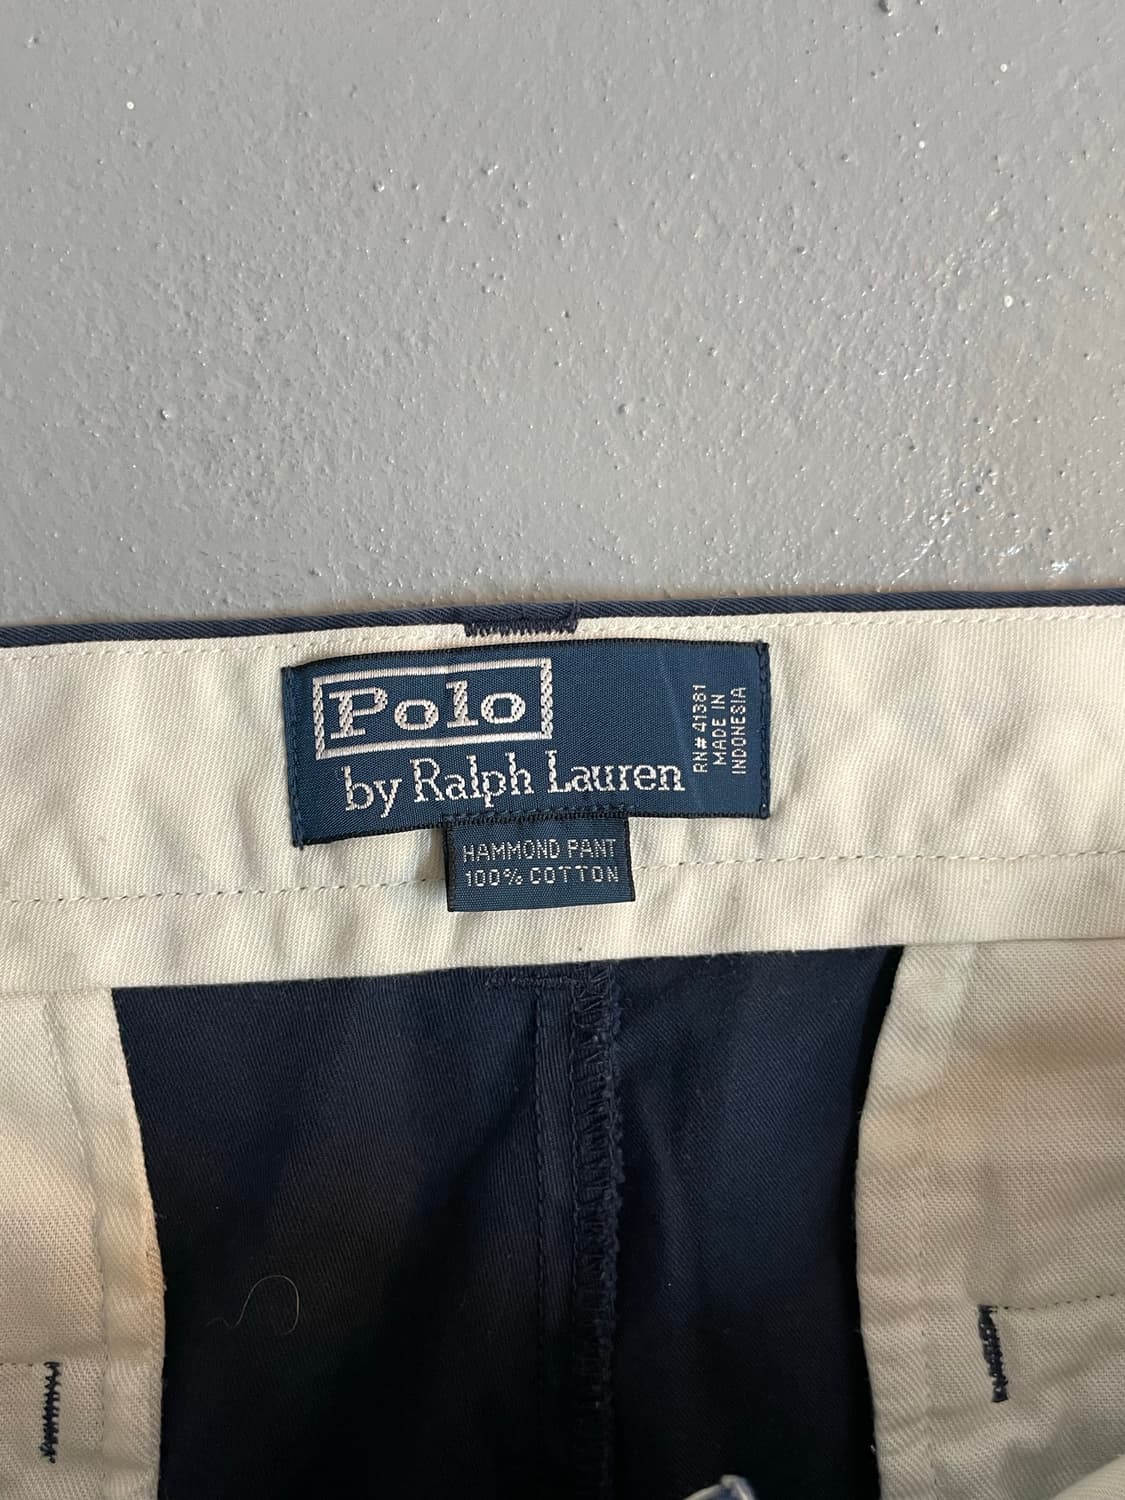 Polo
by Ralph Lauren
RN# 41381
MADE IN
INDONESIA
HAMMOND PANT
100% COTTON